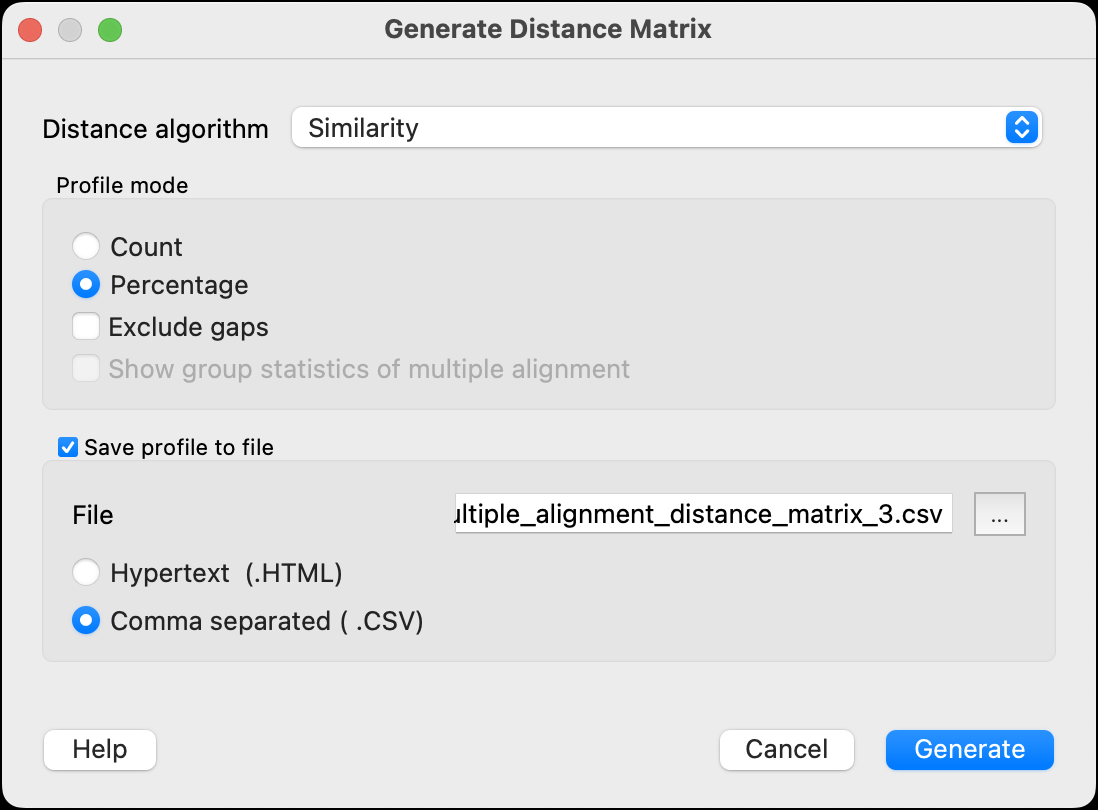 Generate Distance Matrix
Distance algorithm Similarity
Profile mode
Count
Percentage
Exclude gaps
Show group statistics of multiple alignment
Save profile to file
File ultiple_alignment_distance_matrix_3.csv ...
Hypertext (.HTML)
Comma separated ( .CSV)
Help Cancel Generate